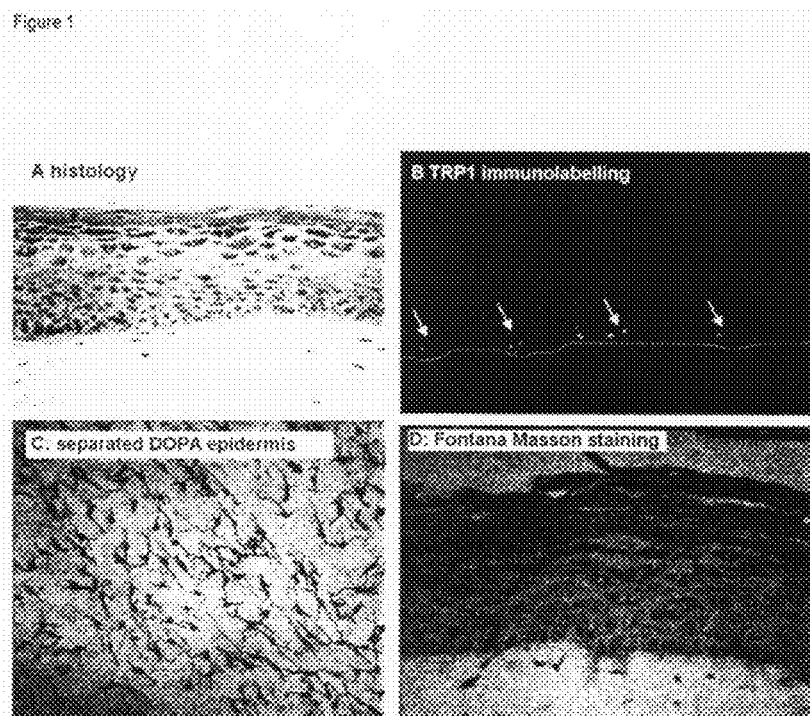 Figure 1
A histology
B TRP1 immunolabelling
C: separated DOPA epidermis
D: Fontana Masson staining